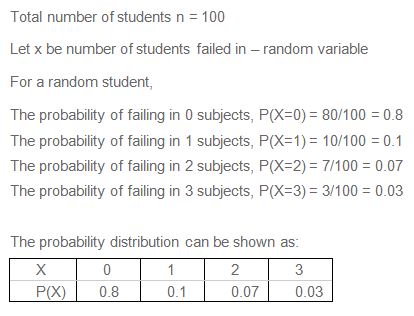 Total number of students n = 100
Let x be number of students failed in – random variable
For a random student,
The probability of failing in 0 subjects, P(X=0) = 80/100 = 0.8
The probability of failing in 1 subjects, P(X=1) = 10/100 = 0.1
The probability of failing in 2 subjects, P(X=2) = 7/100 = 0.07
The probability of failing in 3 subjects, P(X=3) = 3/100 = 0.03
The probability distribution can be shown as:
X 0 1 2 3
P(X) 0.8 0.1 0.07 0.03